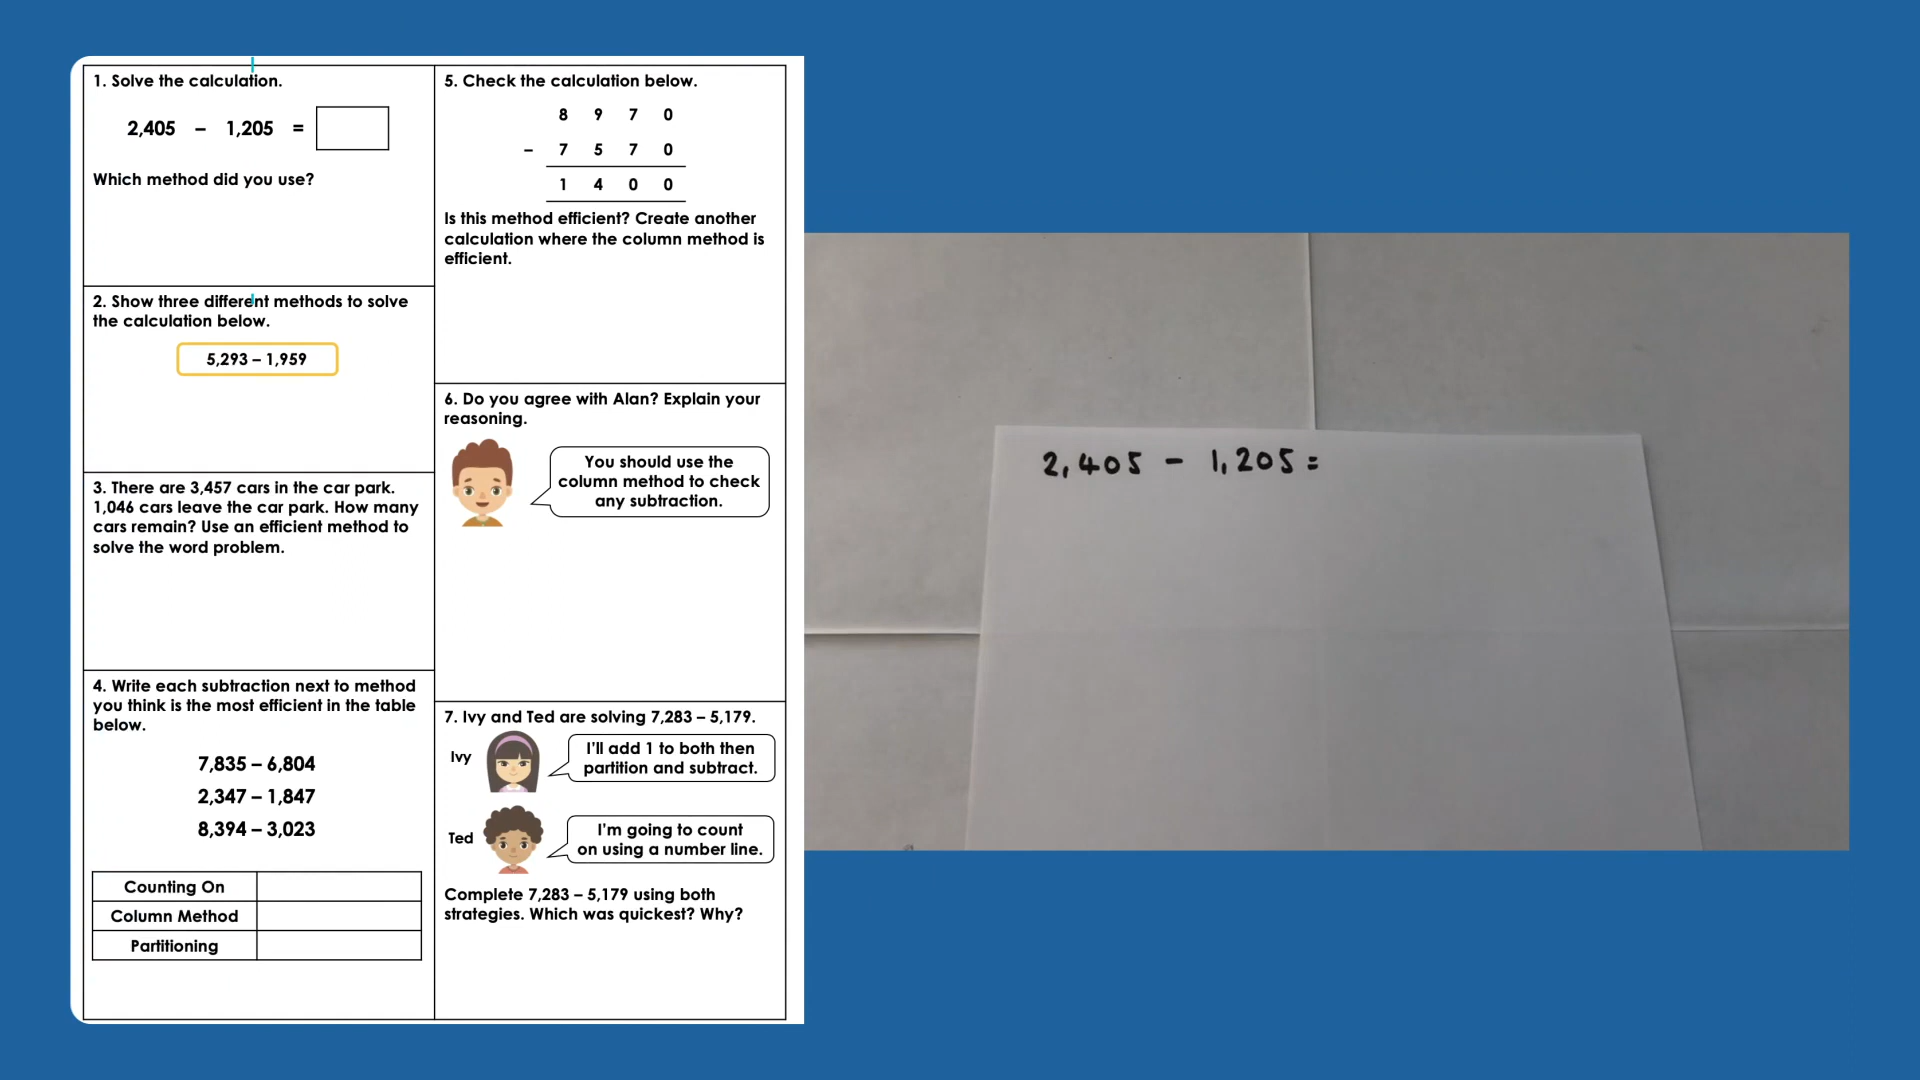 1. Solve the calculation.
2,405 – 1,205 =
Which method did you use?
2. Show three different methods to solve
the calculation below.
5,293 – 1,959
3. There are 3,457 cars in the car park.
1,046 cars leave the car park. How many
cars remain? Use an efficient method to
solve the word problem.
4. Write each subtraction next to method
you think is the most efficient in the table
below.
7,835 – 6,804
2,347 – 1,847
8,394 – 3,023
Counting On
Column Method
Partitioning
5. Check the calculation below.
8 9 7 0
– 7 5 7 0
1 4 0 0
Is this method efficient? Create another
calculation where the column method is
efficient.
6. Do you agree with Alan? Explain your
reasoning.
You should use the
column method to check
any subtraction.
7. Ivy and Ted are solving 7,283 – 5,179.
Ivy
I'll add 1 to both then
partition and subtract.
Ted
I'm going to count
on using a number line.
Complete 7,283 – 5,179 using both
strategies. Which was quickest? Why?
2,405 - 1,205 =